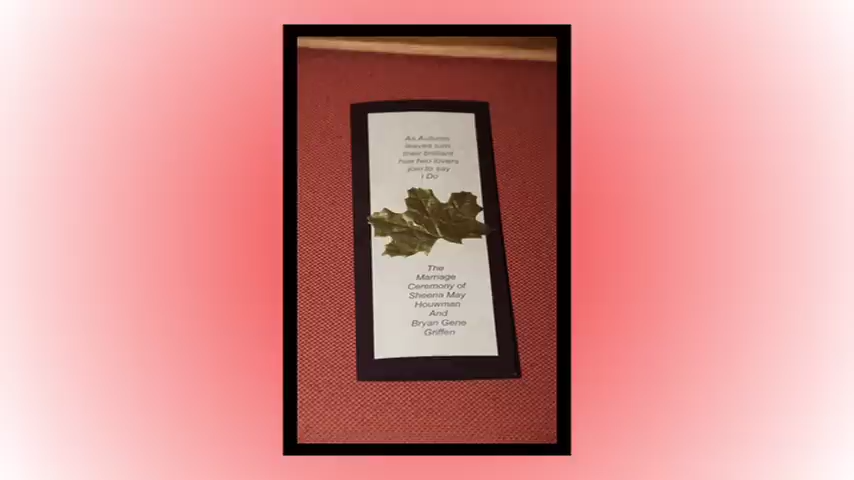 As Autumn
leaves turn
their brilliant
hue two lovers
join to say
I Do
The
Marriage
Ceremony of
Sheena May
Houwman
And
Bryan Gene
Griffen